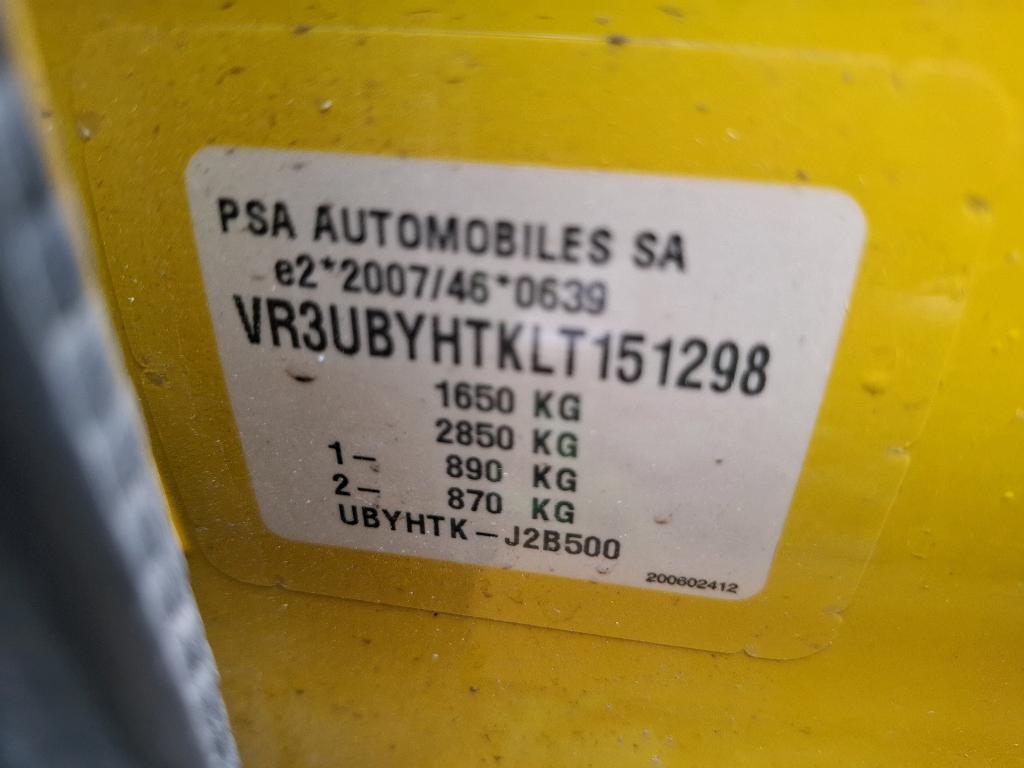 PSA AUTOMOBILES SA
e2*2007/46*0639
VR3UBYHTKLT151298
1650 KG
2850 KG
1- 890 KG
2- 870 KG
UBYHTK-J2B500
200602412